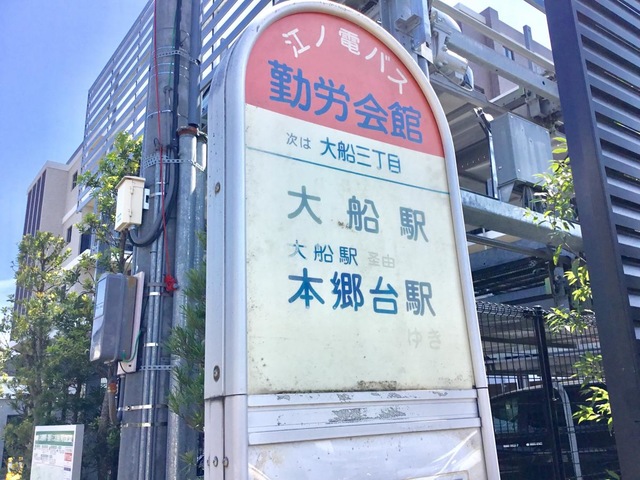 江ノ電バス
勤労会館
次は 大船三丁目
大船駅
大船駅 圣由
本郷台駅
ゆき